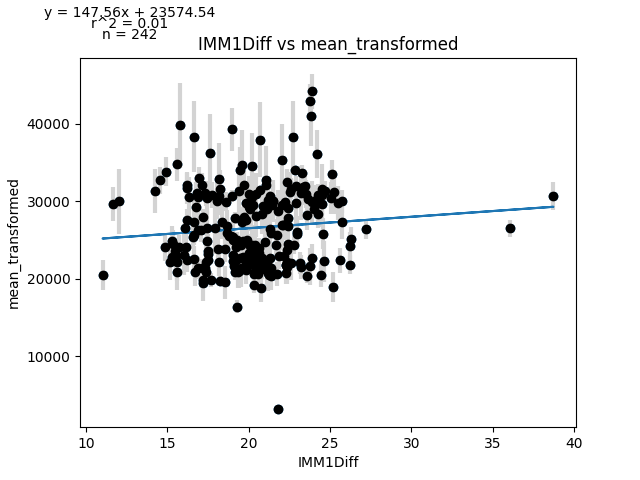 y = 147.56x + 23574.54
r^2 = 0.01
n = 242
IMM1Diff vs mean_transformed
mean_transformed
40000
30000
20000
10000
10 15 20 25 30 35 40
IMM1Diff